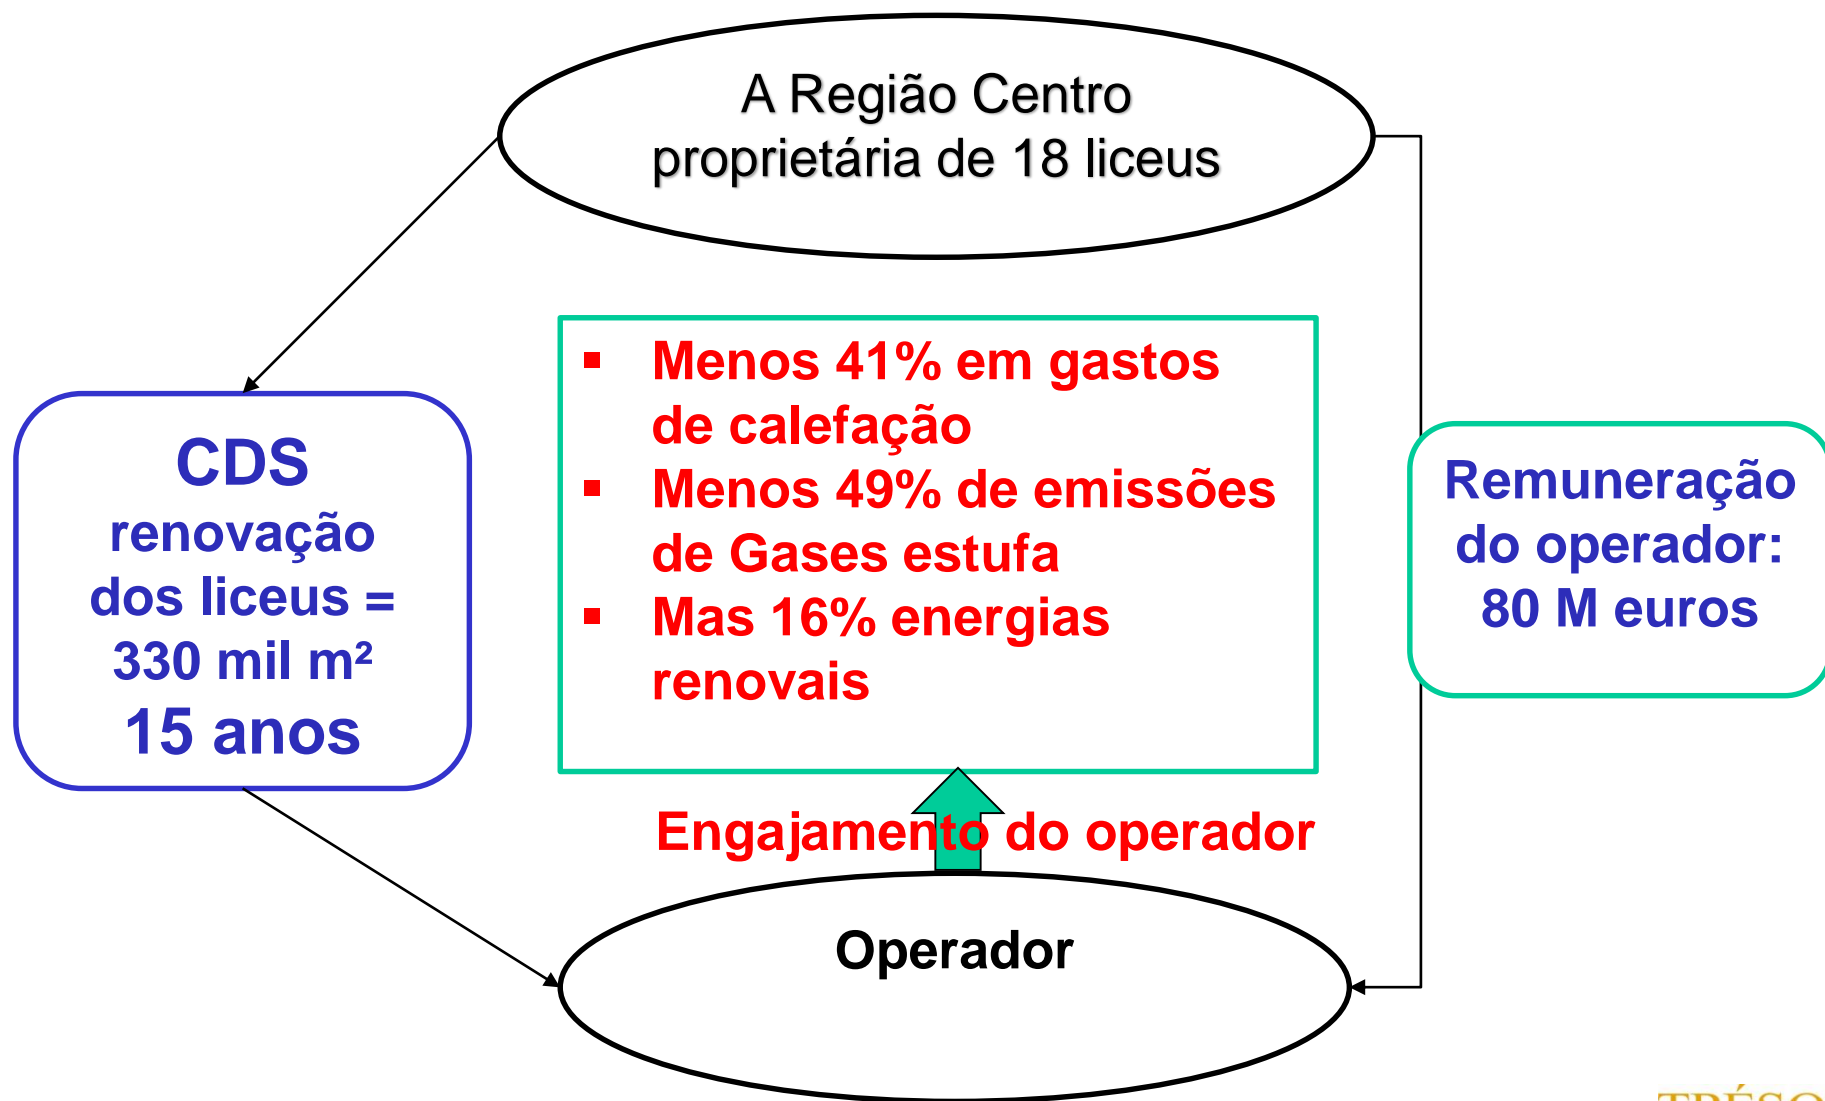 A Região Centro
proprietária de 18 liceus
▪ Menos 41% em gastos
de calefação
▪ Menos 49% de emissões
de Gases estufa
▪ Mas 16% energias
renovais
CDS
renovação
dos liceus =
330 mil m²
15 anos
Remuneração
do operador:
80 M euros
Engajamento do operador
Operador